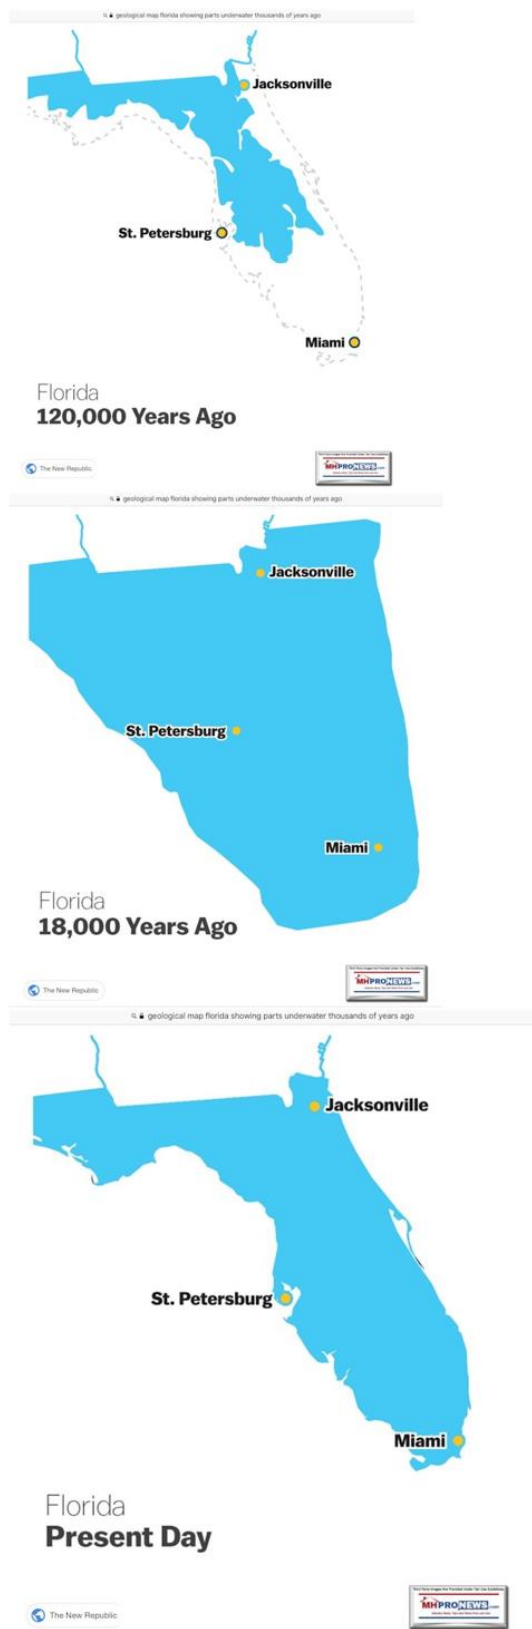 geological map florida showing parts underwater thousands of years ago
Jacksonville
St. Petersburg
Miami
Florida
120,000 Years Ago
The New Republic
MHPRONEWS.com
geological map florida showing parts underwater thousands of years ago
Jacksonville
St. Petersburg
Miami
Florida
18,000 Years Ago
The New Republic
MHPRONEWS.com
geological map florida showing parts underwater thousands of years ago
Jacksonville
St. Petersburg
Miami
Florida
Present Day
The New Republic
MHPRONEWS.com